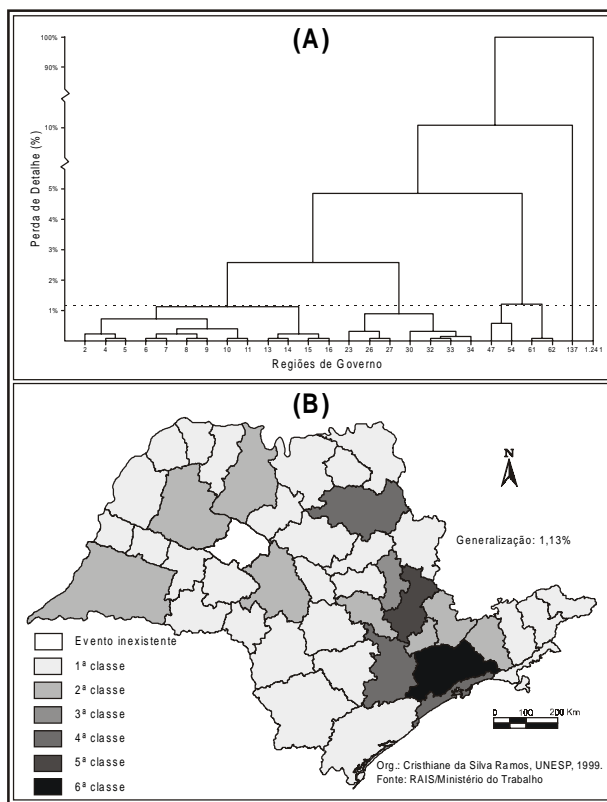 (A)
100%
90%
10%
5%
4%
3%
2%
1%
Perda de Detalhe (%)
2 4 5 6 7 8 9 10 11 13 14 15 16 23 26 27 30 32 33 34 47 54 61 62 137 1.241
Regiões de Governo
(B)
N
Generalização: 1,13%
Evento inexistente
1ª classe
2ª classe
3ª classe
4ª classe
5ª classe
6ª classe
0 100 200 Km
Org.: Cristhiane da Silva Ramos, UNESP, 1999.
Fonte: RAIS/Ministério do Trabalho